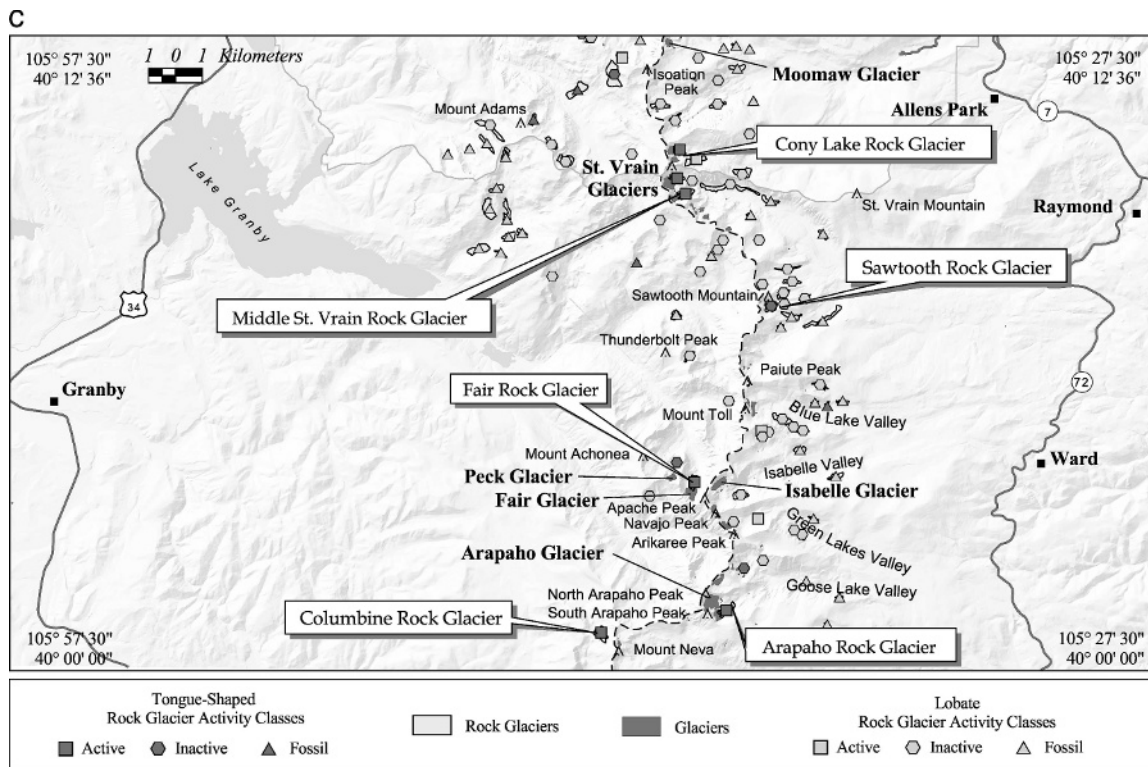 C
105° 57' 30"
40° 12' 36"
1 0 1 Kilometers
105° 27' 30"
40° 12' 36"
Moomaw Glacier
Isoation
Peak
Allens Park
7
Mount Adams
Cony Lake Rock Glacier
St. Vrain
Glaciers
St. Vrain Mountain
Raymond
Lake Granby
Sawtooth Rock Glacier
34
Sawtooth Mountain
Middle St. Vrain Rock Glacier
Thunderbolt Peak
Paiute Peak
72
Granby
Fair Rock Glacier
Mount Toll
Blue Lake Valley
Mount Achonea
Ward
Peck Glacier
Isabelle Valley
Fair Glacier
Isabelle Glacier
Apache Peak
Navajo Peak
Arikaree Peak
Green Lakes Valley
Arapaho Glacier
North Arapaho Peak
Goose Lake Valley
South Arapaho Peak
Columbine Rock Glacier
105° 57' 30"
40° 00' 00"
Mount Neva
Arapaho Rock Glacier
105° 27' 30"
40° 00' 00"
Tongue-Shaped
Rock Glacier Activity Classes
Active Inactive Fossil
Rock Glaciers
Glaciers
Lobate
Rock Glacier Activity Classes
Active Inactive Fossil